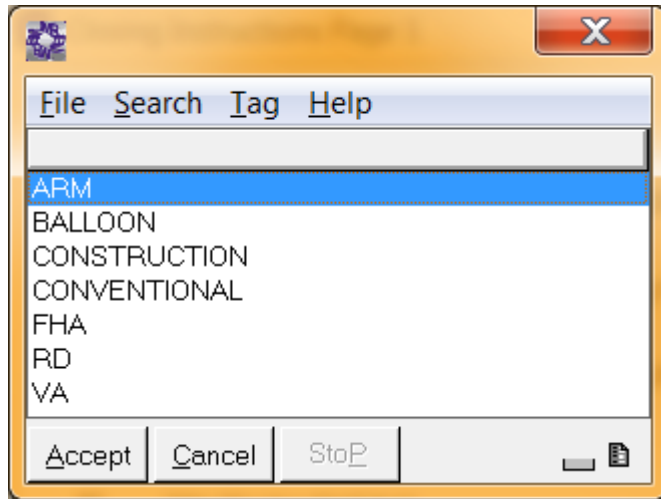 File Search Tag Help
ARM
BALLOON
CONSTRUCTION
CONVENTIONAL
FHA
RD
VA
Accept Cancel StoP